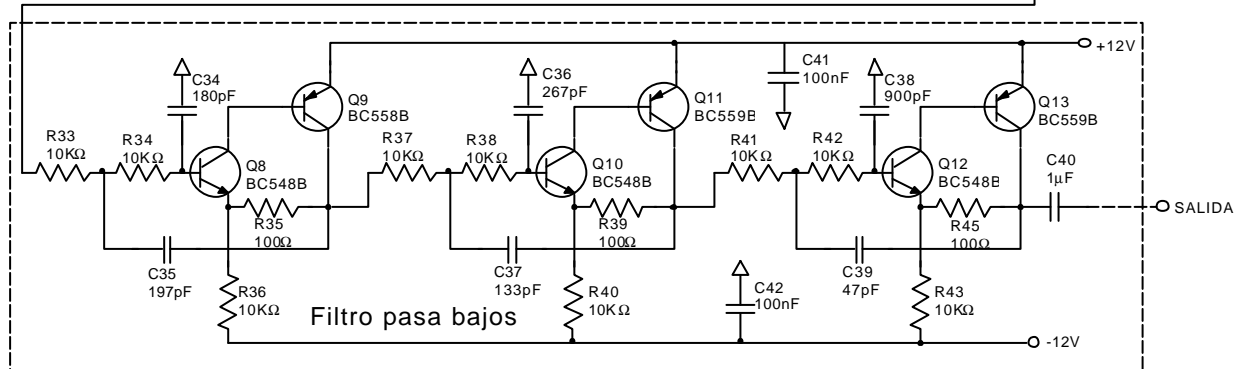 +12V
C34
180pF
Q9
BC558B
C36
267pF
Q11
BC559B
C41
100nF
C38
900pF
Q13
BC559B
R33
10KΩ
R34
10KΩ
Q8
BC548B
R37
10KΩ
R38
10KΩ
Q10
BC548B
R41
10KΩ
R42
10KΩ
Q12
BC548B
C40
1µF
SALIDA
R35
100Ω
R39
100Ω
R45
100Ω
C35
197pF
R36
10KΩ
C37
133pF
R40
10KΩ
C42
100nF
C39
47pF
R43
10KΩ
Filtro pasa bajos
-12V